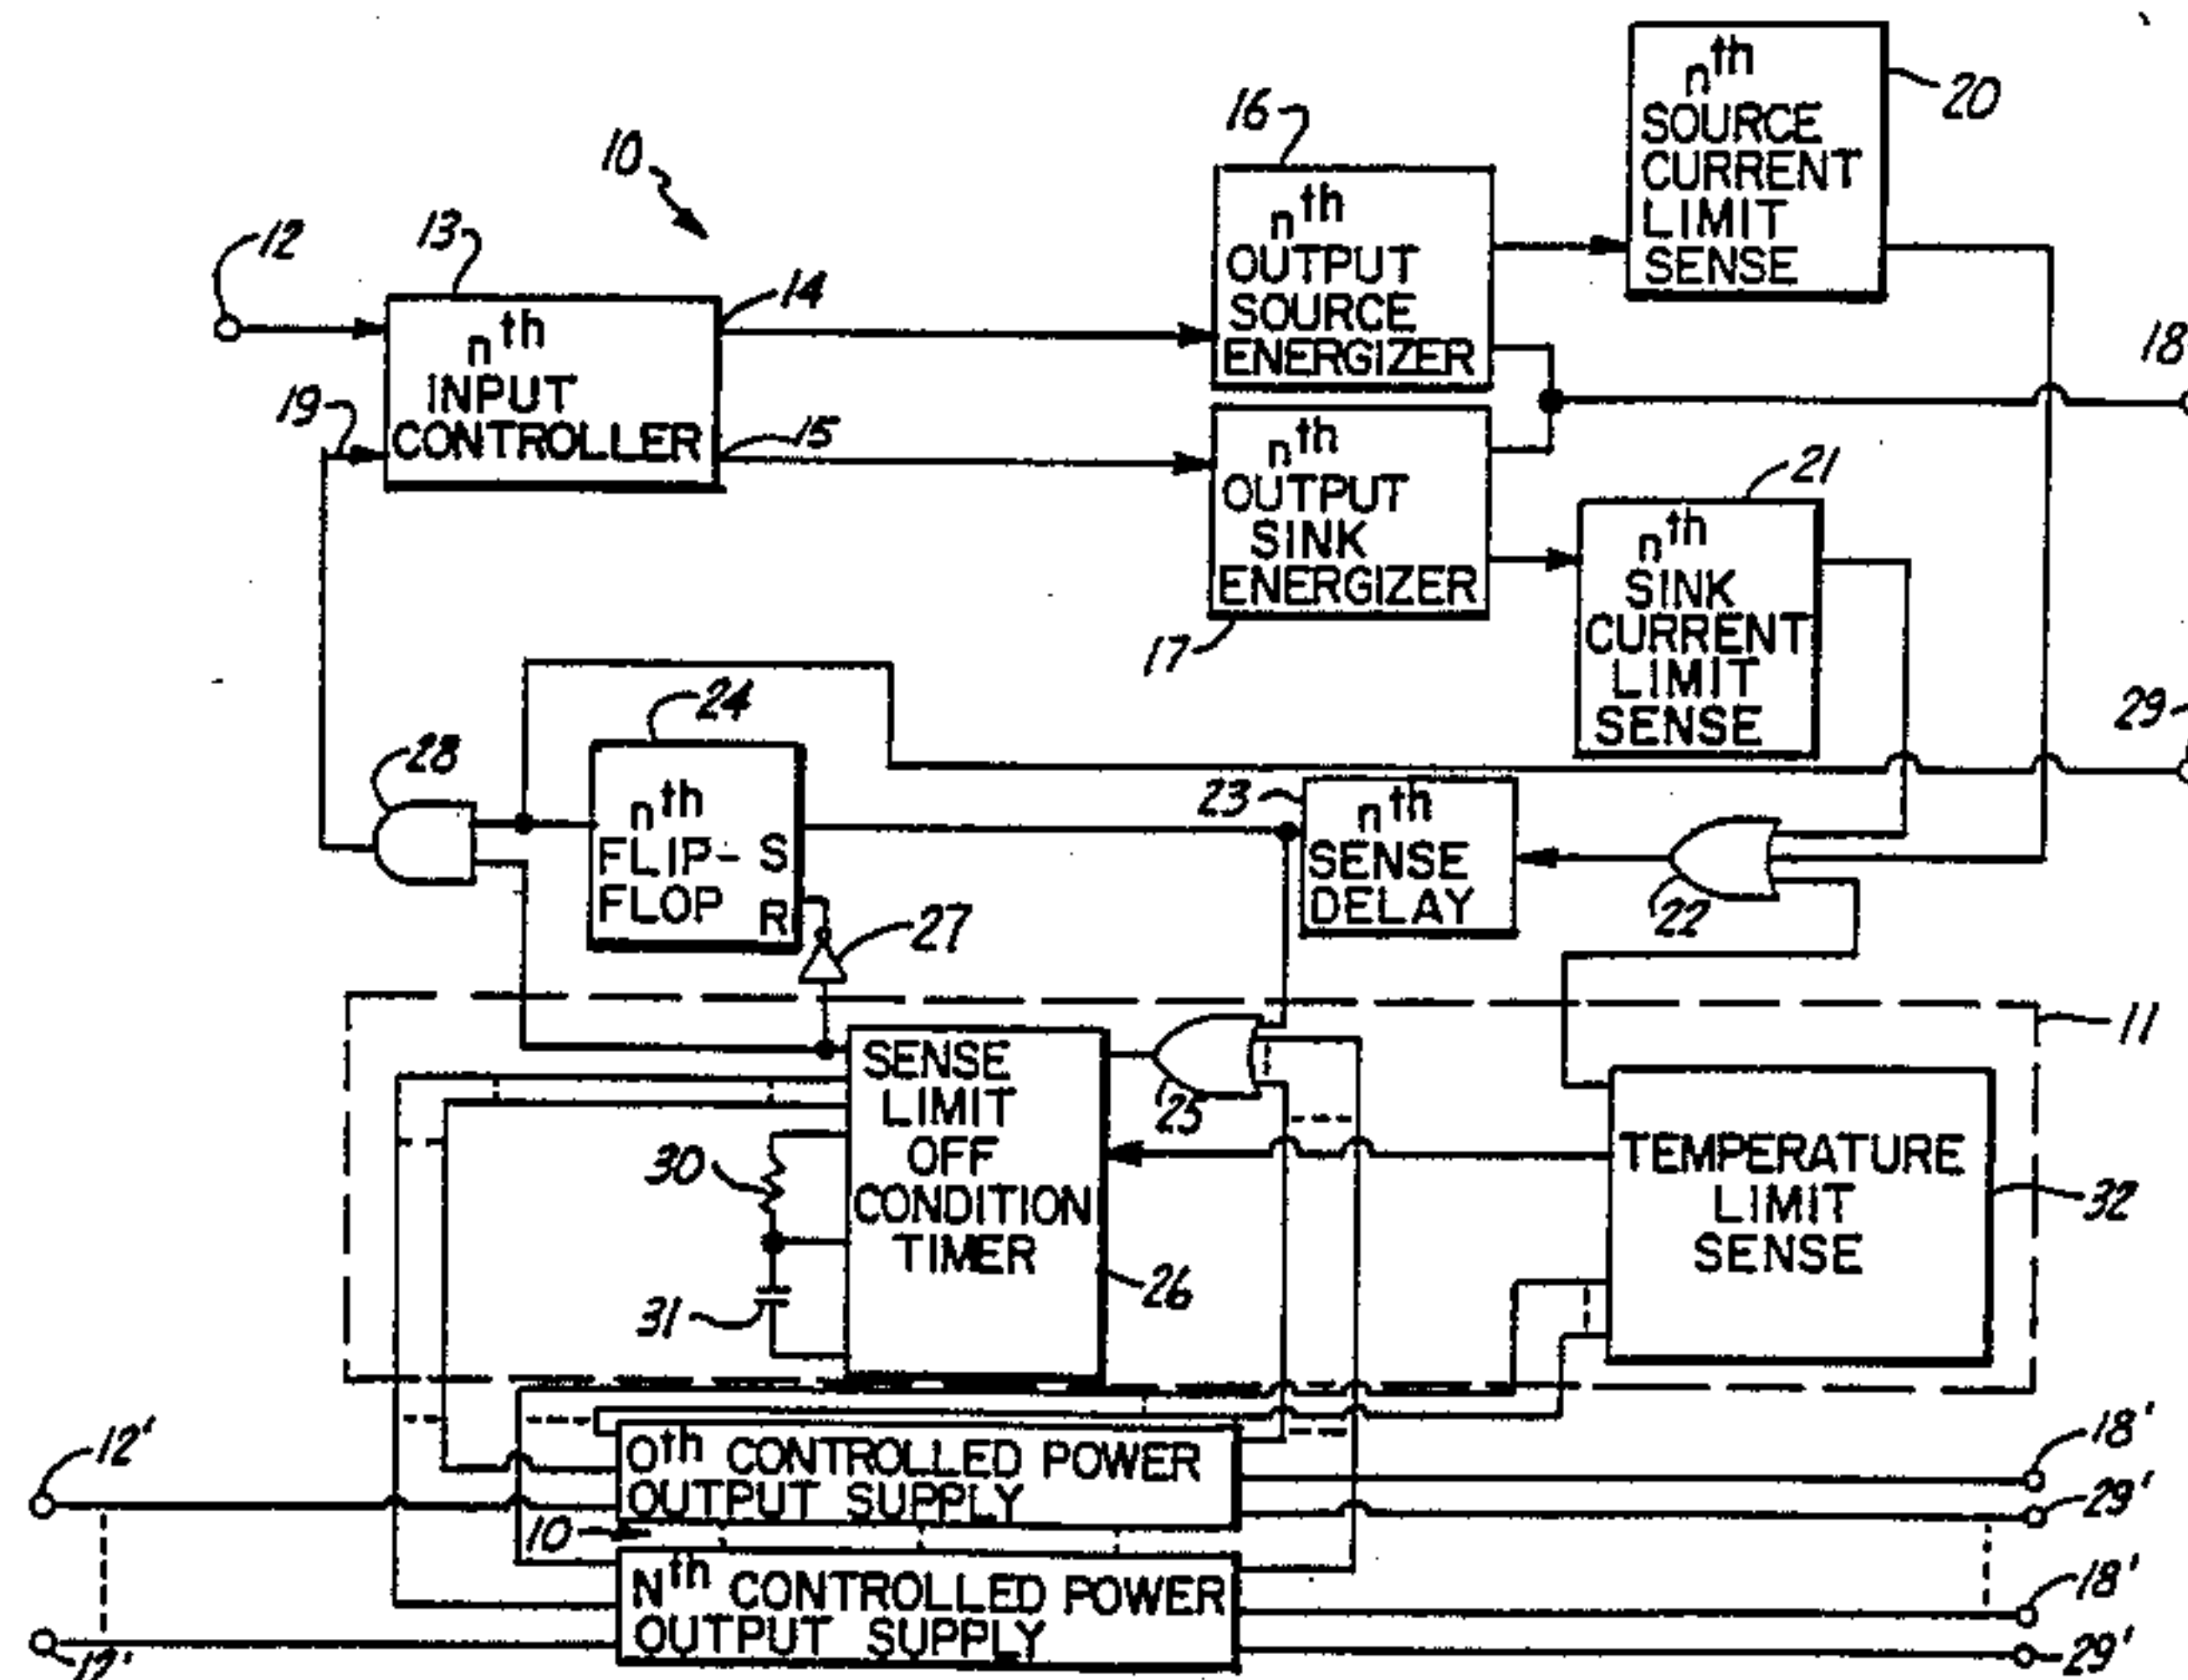 nth
SOURCE
CURRENT
LIMIT
SENSE
20
16
nth
OUTPUT
SOURCE
ENERGIZER
10
12
13
nth
INPUT
CONTROLLER
14
15
19
18
nth
OUTPUT
SINK
ENERGIZER
17
21
nth
SINK
CURRENT
LIMIT
SENSE
29
24
nth
FLIP-
FLOP
S
R
28
23
nth
SENSE
DELAY
22
27
11
SENSE
LIMIT
OFF
CONDITION
TIMER
25
30
31
26
TEMPERATURE
LIMIT
SENSE
32
12'
0th CONTROLLED POWER
OUTPUT SUPPLY
18'
29'
10
Nth CONTROLLED POWER
OUTPUT SUPPLY
18'
29'
12'